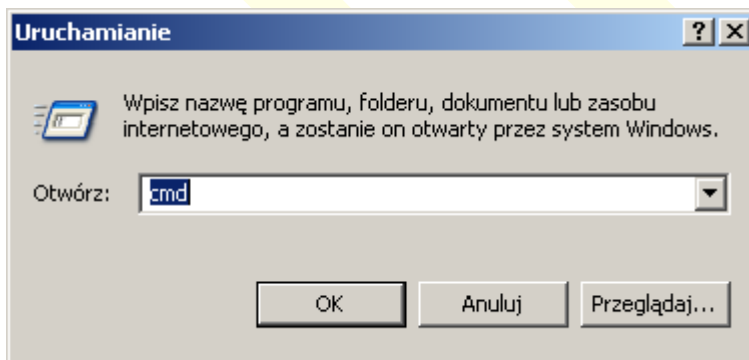 Uruchamianie
Wpisz nazwę programu, folderu, dokumentu lub zasobu
internetowego, a zostanie on otwarty przez system Windows.
Otwórz: cmd
OK Anuluj Przeglądaj...